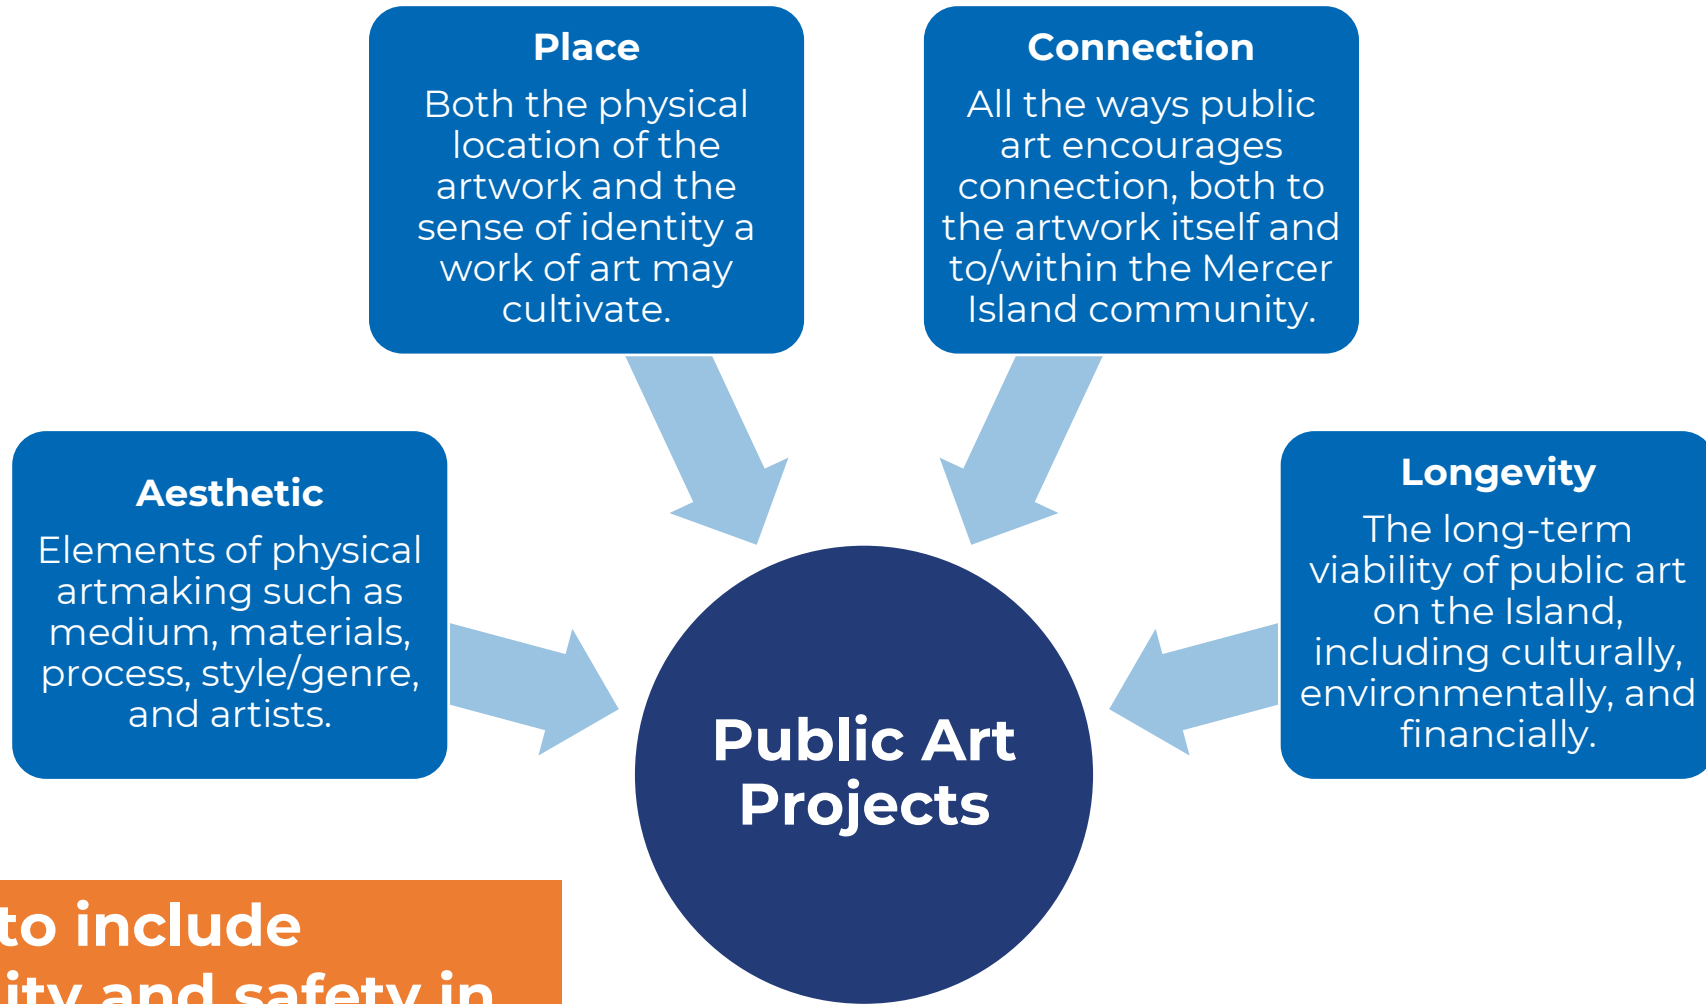 Place
Both the physical
location of the
artwork and the
sense of identity a
work of art may
cultivate.
Connection
All the ways public
art encourages
connection, both to
the artwork itself and
to/within the Mercer
Island community.
Aesthetic
Elements of physical
artmaking such as
medium, materials,
process, style/genre,
and artists.
Longevity
The long-term
viability of public art
on the Island,
including culturally,
environmentally, and
financially.
Public Art
Projects
to include
and safety in